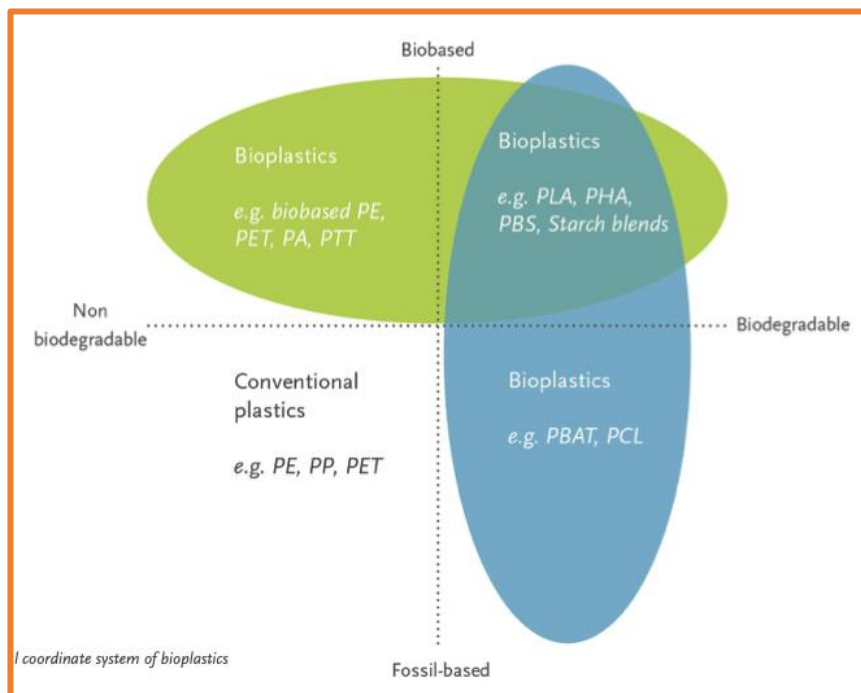 Biobased
Bioplastics
e.g. biobased PE,
PET, PA, PTT
Bioplastics
e.g. PLA, PHA,
PBS, Starch blends
Non
biodegradable
Biodegradable
Conventional
plastics
e.g. PE, PP, PET
Bioplastics
e.g. PBAT, PCL
l coordinate system of bioplastics
Fossil-based